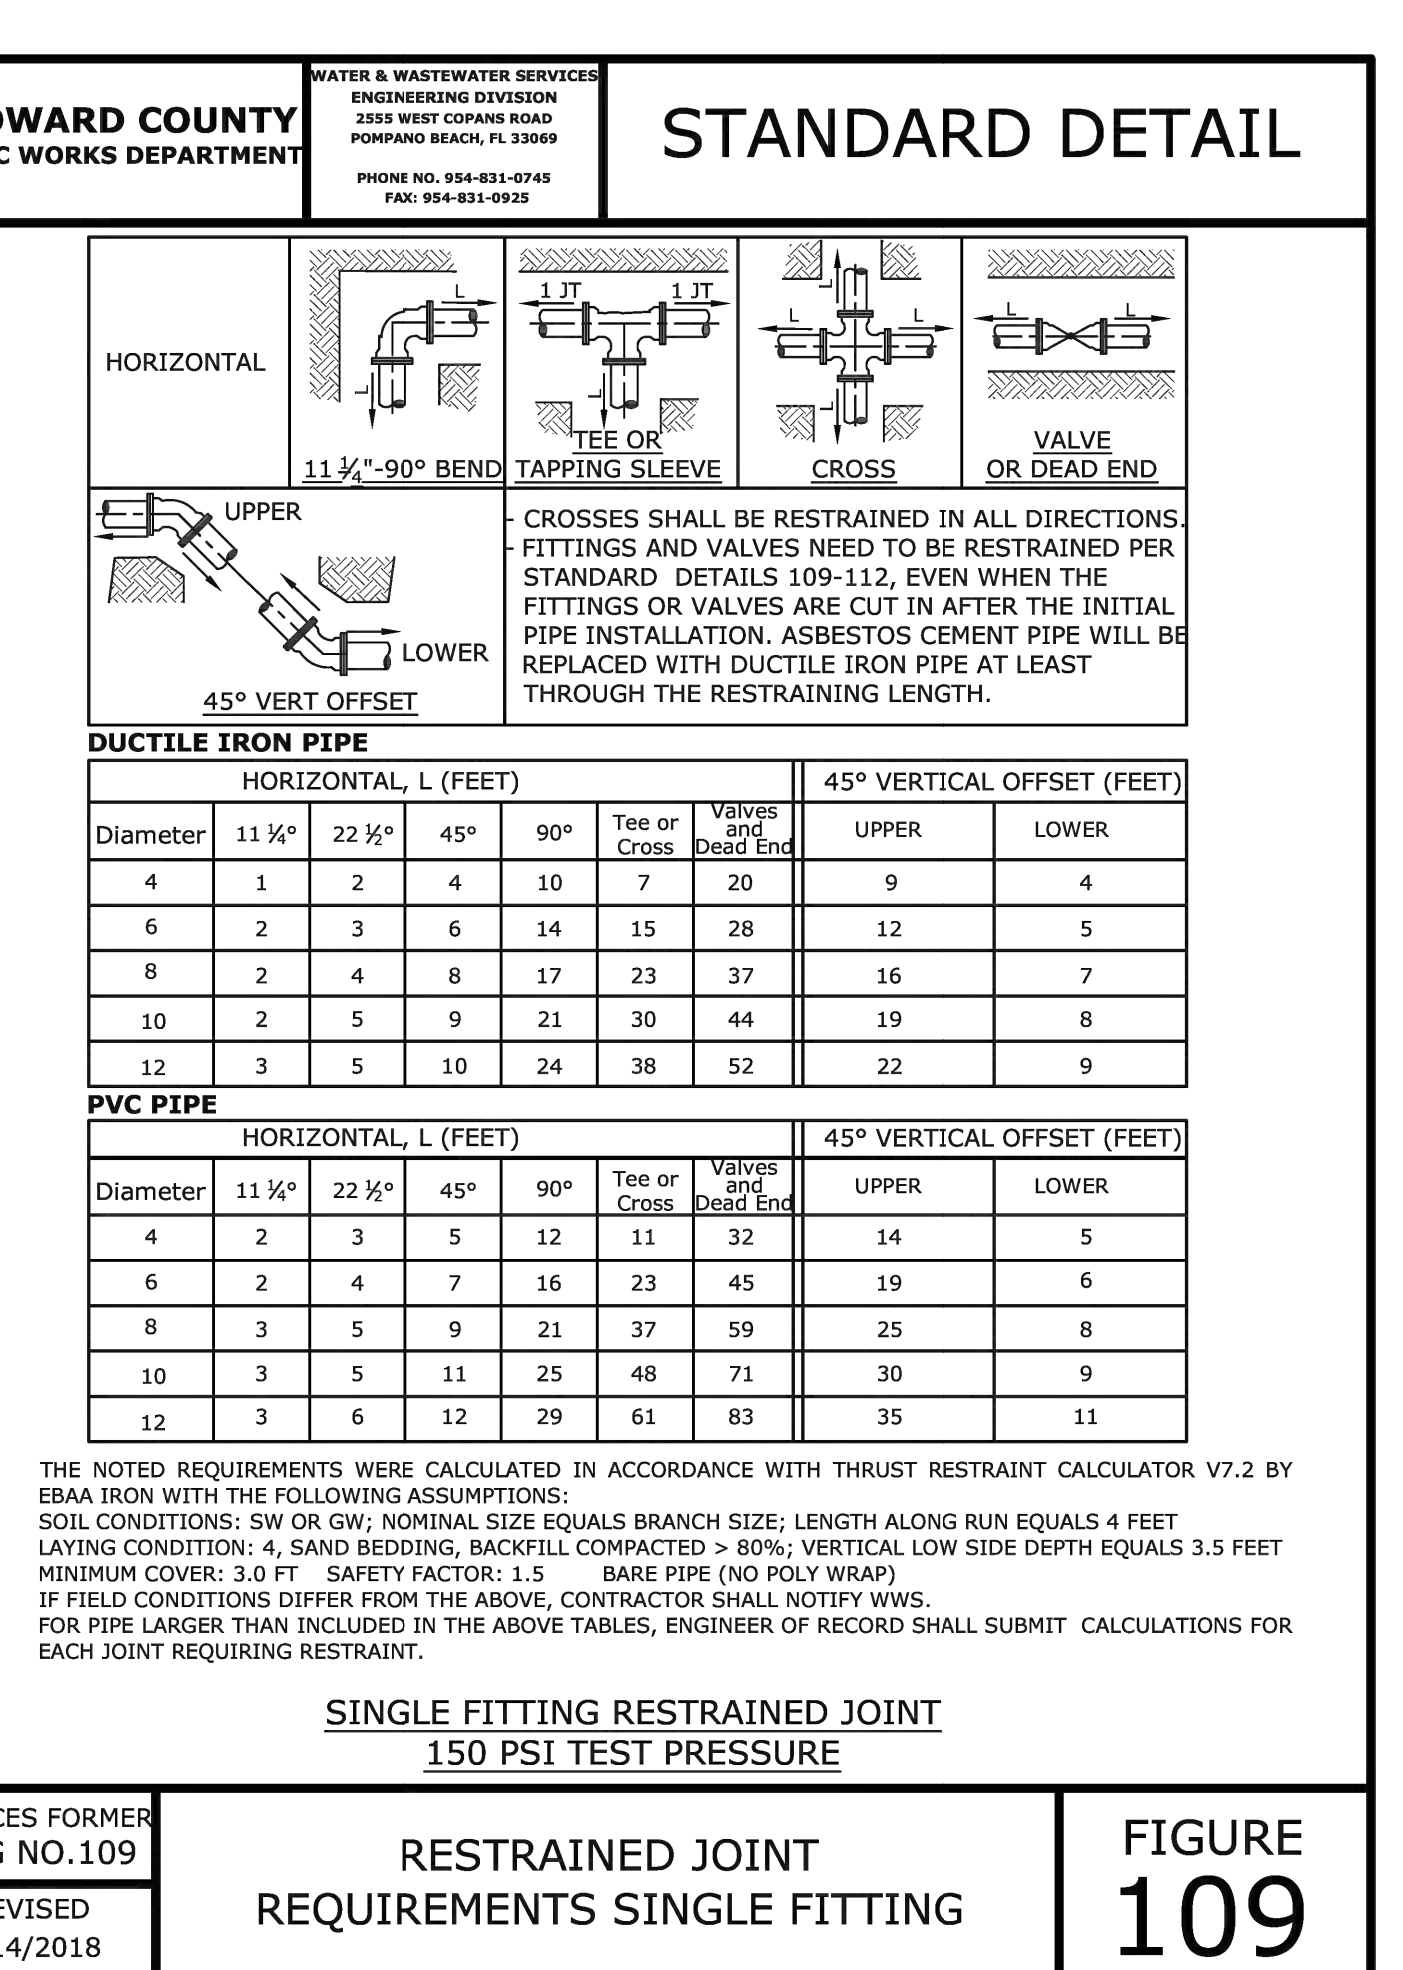 OWARD COUNTY
C WORKS DEPARTMENT
WATER & WASTEWATER SERVICES
ENGINEERING DIVISION
2555 WEST COPANS ROAD
POMPANO BEACH, FL 33069
PHONE NO. 954-831-0745
FAX: 954-831-0925
STANDARD DETAIL
HORIZONTAL
L
L
11 ¼"-90° BEND
1 JT 1 JT
L
TEE OR
TAPPING SLEEVE
L
L L
L
CROSS
L L
VALVE
OR DEAD END
UPPER
LOWER
45° VERT OFFSET
- CROSSES SHALL BE RESTRAINED IN ALL DIRECTIONS.
- FITTINGS AND VALVES NEED TO BE RESTRAINED PER
STANDARD DETAILS 109-112, EVEN WHEN THE
FITTINGS OR VALVES ARE CUT IN AFTER THE INITIAL
PIPE INSTALLATION. ASBESTOS CEMENT PIPE WILL BE
REPLACED WITH DUCTILE IRON PIPE AT LEAST
THROUGH THE RESTRAINING LENGTH.
DUCTILE IRON PIPE
HORIZONTAL, L (FEET) 45° VERTICAL OFFSET (FEET)
Diameter 11 ¼° 22 ½° 45° 90° Tee or Cross Valves and Dead End UPPER LOWER
4 1 2 4 10 7 20 9 4
6 2 3 6 14 15 28 12 5
8 2 4 8 17 23 37 16 7
10 2 5 9 21 30 44 19 8
12 3 5 10 24 38 52 22 9
PVC PIPE
HORIZONTAL, L (FEET) 45° VERTICAL OFFSET (FEET)
Diameter 11 ¼° 22 ½° 45° 90° Tee or Cross Valves and Dead End UPPER LOWER
4 2 3 5 12 11 32 14 5
6 2 4 7 16 23 45 19 6
8 3 5 9 21 37 59 25 8
10 3 5 11 25 48 71 30 9
12 3 6 12 29 61 83 35 11
THE NOTED REQUIREMENTS WERE CALCULATED IN ACCORDANCE WITH THRUST RESTRAINT CALCULATOR V7.2 BY
EBAA IRON WITH THE FOLLOWING ASSUMPTIONS:
SOIL CONDITIONS: SW OR GW; NOMINAL SIZE EQUALS BRANCH SIZE; LENGTH ALONG RUN EQUALS 4 FEET
LAYING CONDITION: 4, SAND BEDDING, BACKFILL COMPACTED > 80%; VERTICAL LOW SIDE DEPTH EQUALS 3.5 FEET
MINIMUM COVER: 3.0 FT SAFETY FACTOR: 1.5 BARE PIPE (NO POLY WRAP)
IF FIELD CONDITIONS DIFFER FROM THE ABOVE, CONTRACTOR SHALL NOTIFY WWS.
FOR PIPE LARGER THAN INCLUDED IN THE ABOVE TABLES, ENGINEER OF RECORD SHALL SUBMIT CALCULATIONS FOR
EACH JOINT REQUIRING RESTRAINT.
SINGLE FITTING RESTRAINED JOINT
150 PSI TEST PRESSURE
CES FORMER
G NO.109
EVISED
14/2018
RESTRAINED JOINT
REQUIREMENTS SINGLE FITTING
FIGURE
109